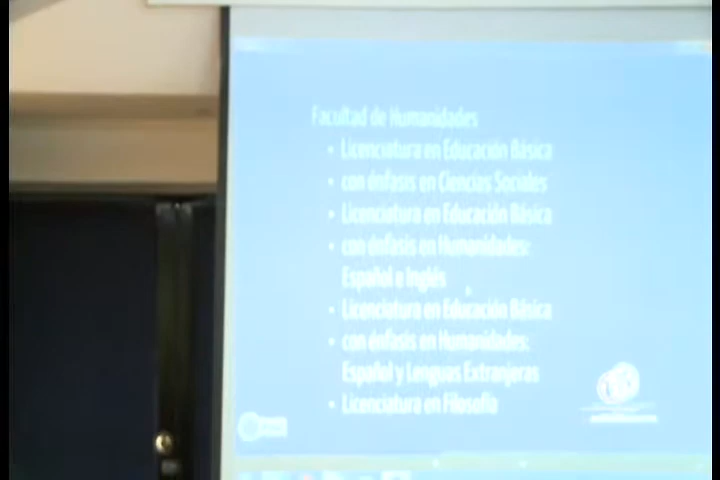 Facultad de Humanidades
• Licenciatura en Educación Básica
• con énfasis en Ciencias Sociales
• Licenciatura en Educación Básica
• con énfasis en Humanidades:
Español e Inglés
• Licenciatura en Educación Básica
• con énfasis en Humanidades:
Español y Lenguas Extranjeras
• Licenciatura en Filosofía